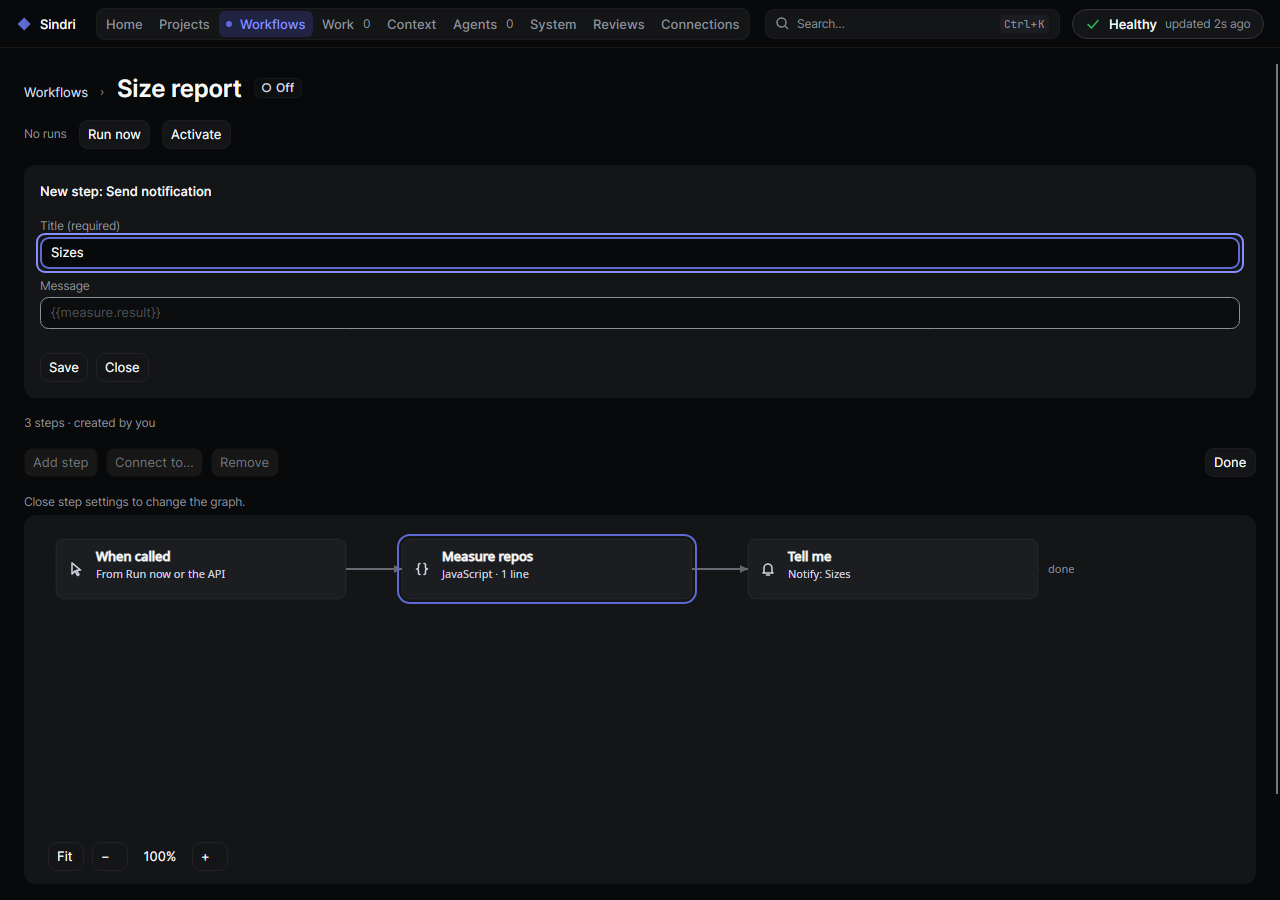 Sindri
Home Projects Workflows Work 0 Context Agents 0 System Reviews Connections
Search... Ctrl+K
Healthy updated 2s ago
Workflows › Size report Off
No runs Run now Activate
New step: Send notification
Title (required)
Sizes
Message
{{measure.result}}
Save Close
3 steps · created by you
Add step Connect to... Remove Done
Close step settings to change the graph.
When called
From Run now or the API
{} Measure repos
JavaScript · 1 line
Tell me
Notify: Sizes
done
Fit − 100% +